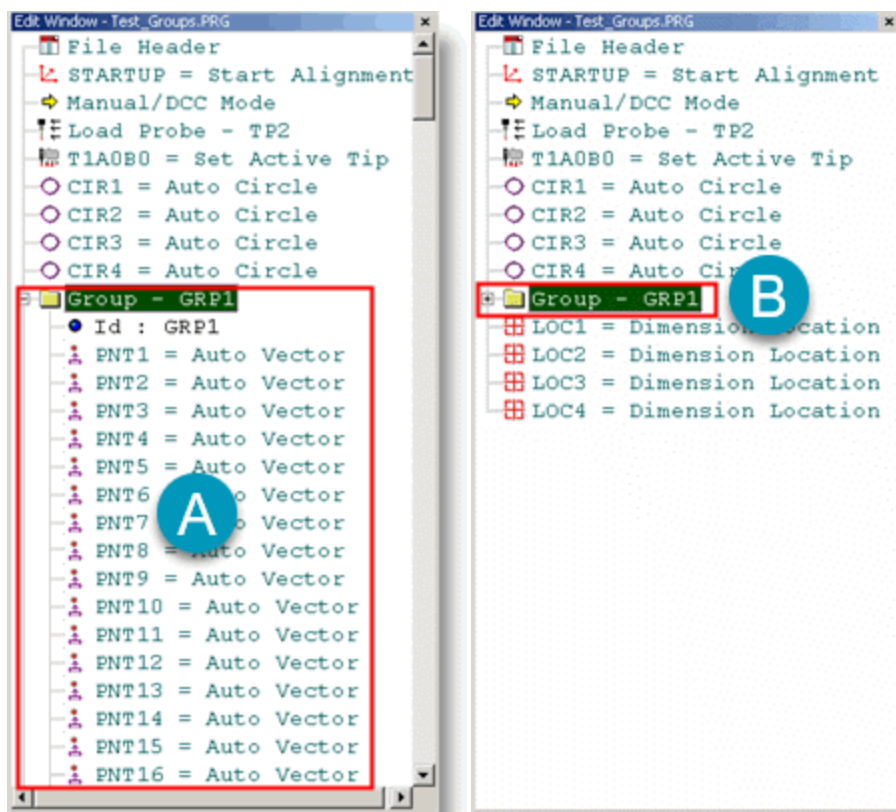 Edit Window - Test_Groups.PRG
File Header
STARTUP = Start Alignment
Manual/DCC Mode
Load Probe - TP2
T1A0B0 = Set Active Tip
CIR1 = Auto Circle
CIR2 = Auto Circle
CIR3 = Auto Circle
CIR4 = Auto Circle
Group - GRP1
Id : GRP1
PNT1 = Auto Vector
PNT2 = Auto Vector
PNT3 = Auto Vector
PNT4 = Auto Vector
PNT5 = Auto Vector
PNT6 Vector
PNT7 Vector
PNT8 = Auto Vector
PNT9 = Auto Vector
PNT10 = Auto Vector
PNT11 = Auto Vector
PNT12 = Auto Vector
PNT13 = Auto Vector
PNT14 = Auto Vector
PNT15 = Auto Vector
PNT16 = Auto Vector
A
Edit Window - Test_Groups.PRG
File Header
STARTUP = Start Alignment
Manual/DCC Mode
Load Probe - TP2
T1A0B0 = Set Active Tip
CIR1 = Auto Circle
CIR2 = Auto Circle
CIR3 = Auto Circle
CIR4 = Auto
Group - GRP1
LOC1 = Dimension Location
LOC2 = Dimension Location
LOC3 = Dimension Location
LOC4 = Dimension Location
B